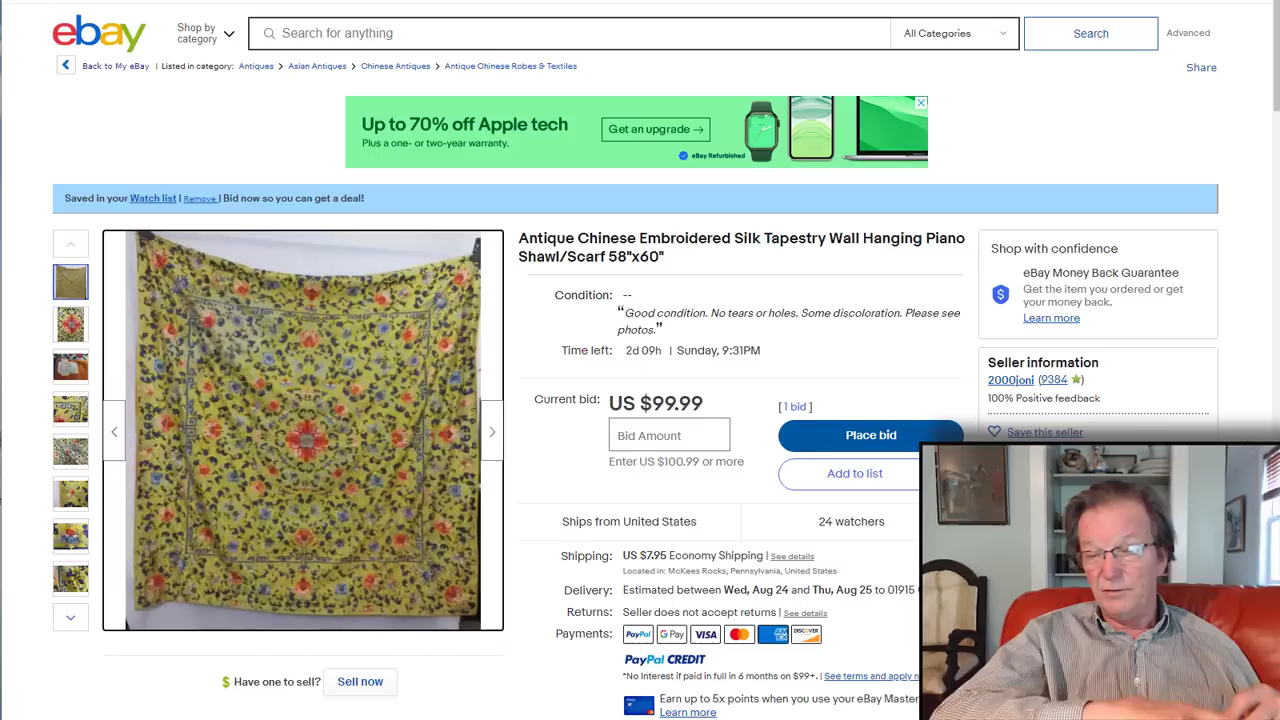 ebay
Shop by
category
Search for anything
All Categories
Search
Advanced
Back to My eBay | Listed in category: Antiques > Asian Antiques > Chinese Antiques > Antique Chinese Robes & Textiles
Share
Up to 70% off Apple tech
Plus a one- or two-year warranty.
Get an upgrade →
eBay Refurbished
Saved in your Watch list | Remove | Bid now so you can get a deal!
Antique Chinese Embroidered Silk Tapestry Wall Hanging Piano
Shawl/Scarf 58"x60"
Condition: --
“Good condition. No tears or holes. Some discoloration. Please see
photos.”
Time left: 2d 09h | Sunday, 9:31PM
Current bid: US $99.99
[ 1 bid ]
Bid Amount
Place bid
Enter US $100.99 or more
Add to list
Ships from United States
24 watchers
Shipping: US $7.95 Economy Shipping | See details
Located in: McKees Rocks, Pennsylvania, United States
Delivery: Estimated between Wed, Aug 24 and Thu, Aug 25 to 01915
Returns: Seller does not accept returns | See details
Payments: PayPal G Pay VISA DISCOVER
PayPal CREDIT
*No Interest if paid in full in 6 months on $99+. | See terms and apply n
Earn up to 5x points when you use your eBay Master
Learn more
Shop with confidence
eBay Money Back Guarantee
Get the item you ordered or get
your money back.
Learn more
Seller information
2000joni (9384)
100% Positive feedback
Save this seller
$ Have one to sell? Sell now